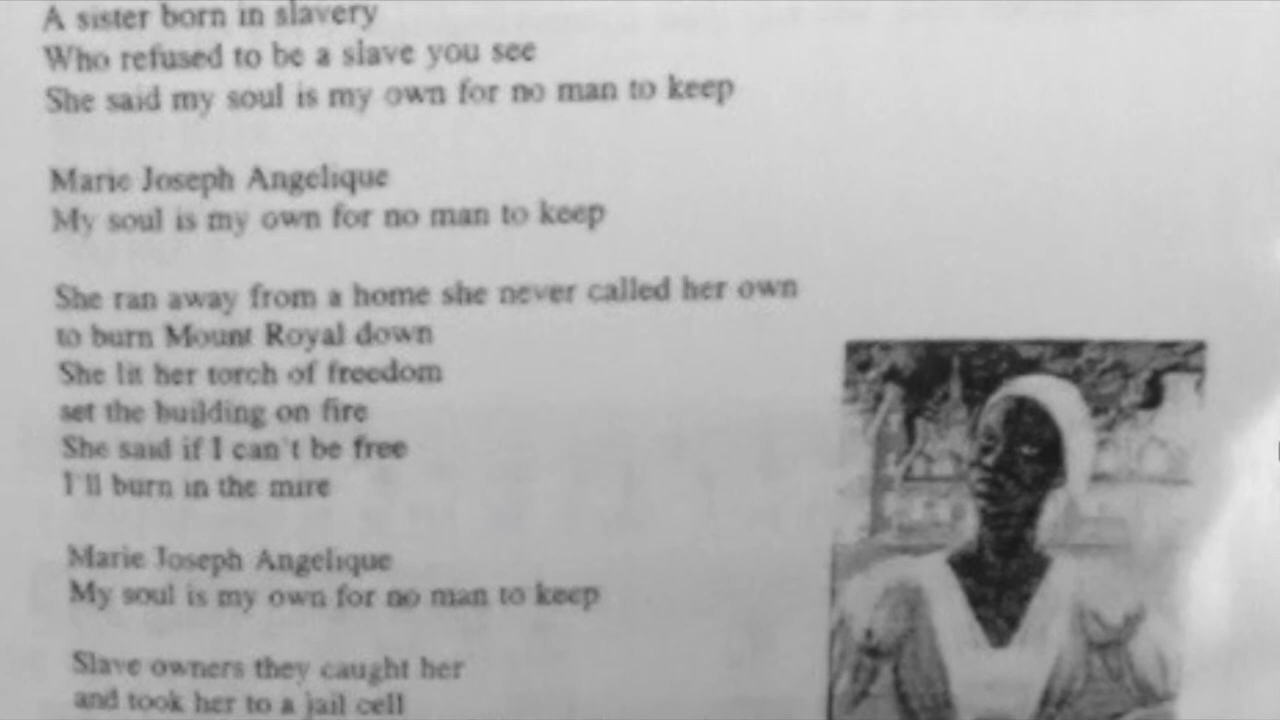 A sister born in slavery
Who refused to be a slave you see
She said my soul is my own for no man to keep
Marie Joseph Angelique
My soul is my own for no man to keep
She ran away from a home she never called her own
to burn Mount Royal down
She lit her torch of freedom
set the building on fire
She said if I can't be free
I'll burn in the mire
Marie Joseph Angelique
My soul is my own for no man to keep
Slave owners they caught her
and took her to a jail cell